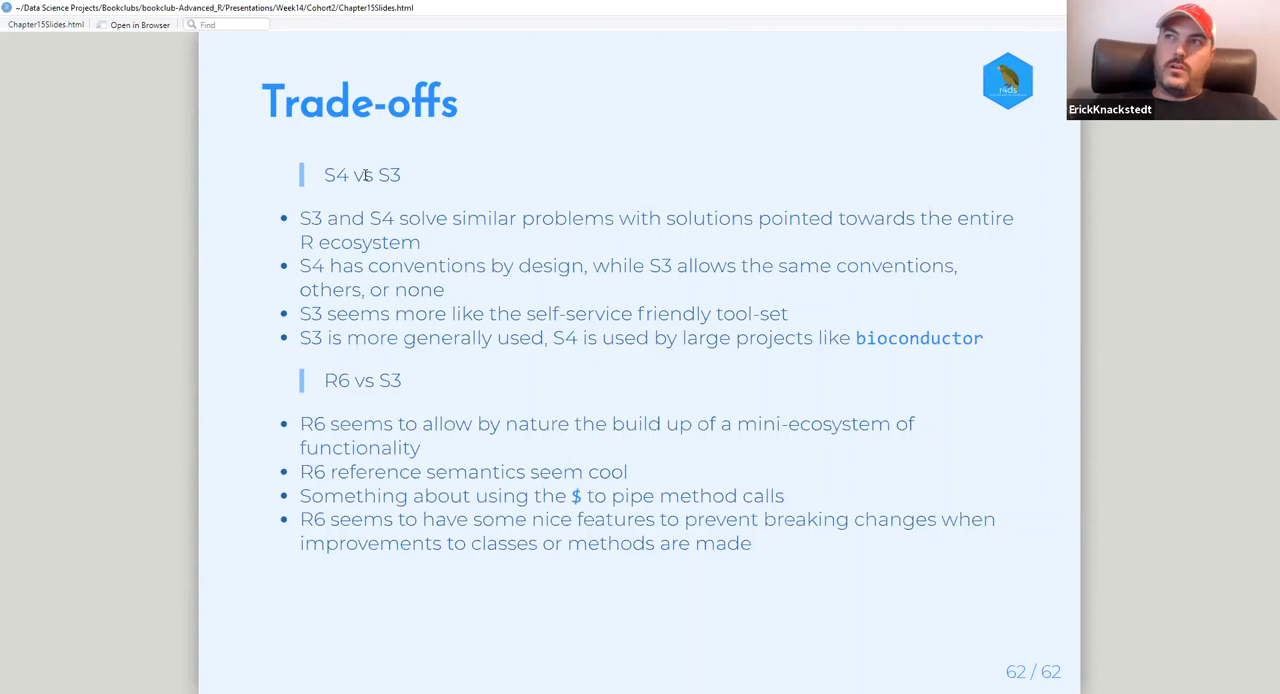 ~/Data Science Projects/Bookclubs/bookclub-Advanced_R/Presentations/Week14/Cohort2/Chapter15Slides.html
Chapter15Slides.html
Open in Browser
Find
Trade-offs
r4ds
ErickKnackstedt
S4 vs S3
• S3 and S4 solve similar problems with solutions pointed towards the entire
R ecosystem
• S4 has conventions by design, while S3 allows the same conventions,
others, or none
• S3 seems more like the self-service friendly tool-set
• S3 is more generally used, S4 is used by large projects like bioconductor
R6 vs S3
• R6 seems to allow by nature the build up of a mini-ecosystem of
functionality
• R6 reference semantics seem cool
• Something about using the $ to pipe method calls
• R6 seems to have some nice features to prevent breaking changes when
improvements to classes or methods are made
62 / 62